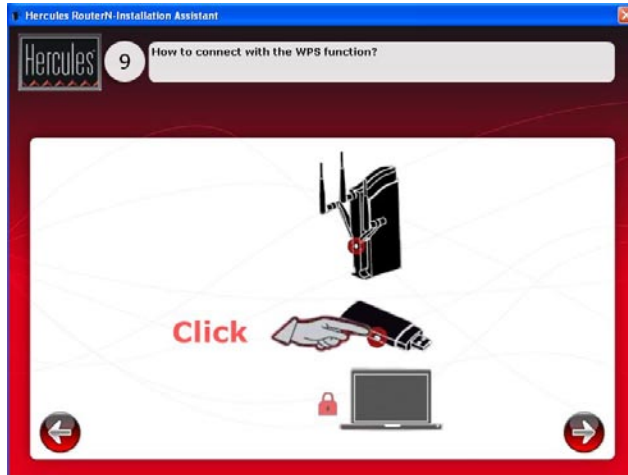 Hercules RouterN-Installation Assistant
Hercules
9
How to connect with the WPS function?
Click